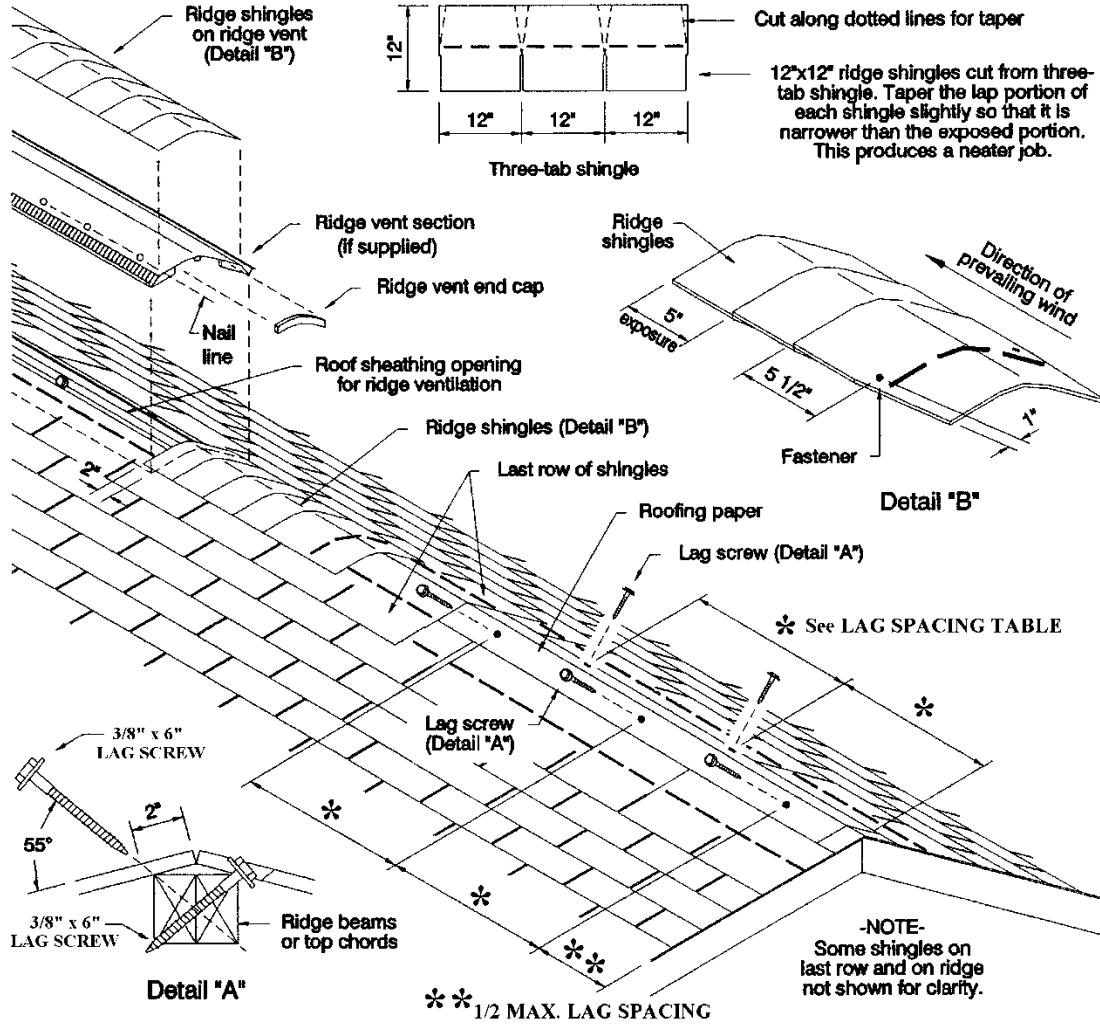 Ridge shingles
on ridge vent
(Detail "B")
12"
Cut along dotted lines for taper
12"x12" ridge shingles cut from three-
tab shingle. Taper the lap portion of
each shingle slightly so that it is
narrower than the exposed portion.
This produces a neater job.
12"
12"
12"
Three-tab shingle
Ridge vent section
(if supplied)
Ridge vent end cap
Nail
line
Roof sheathing opening
for ridge ventilation
Ridge shingles (Detail "B")
Last row of shingles
2"
Roofing paper
Lag screw (Detail "A")
Ridge
shingles
Direction of
prevailing wind
5"
exposure
5 1/2"
1"
Fastener
Detail "B"
* See LAG SPACING TABLE
*
Lag screw
(Detail "A")
3/8" x 6"
LAG SCREW
2"
55°
3/8" x 6"
LAG SCREW
Ridge beams
or top chords
Detail "A"
*
*
**
** 1/2 MAX. LAG SPACING
-NOTE-
Some shingles on
last row and on ridge
not shown for clarity.